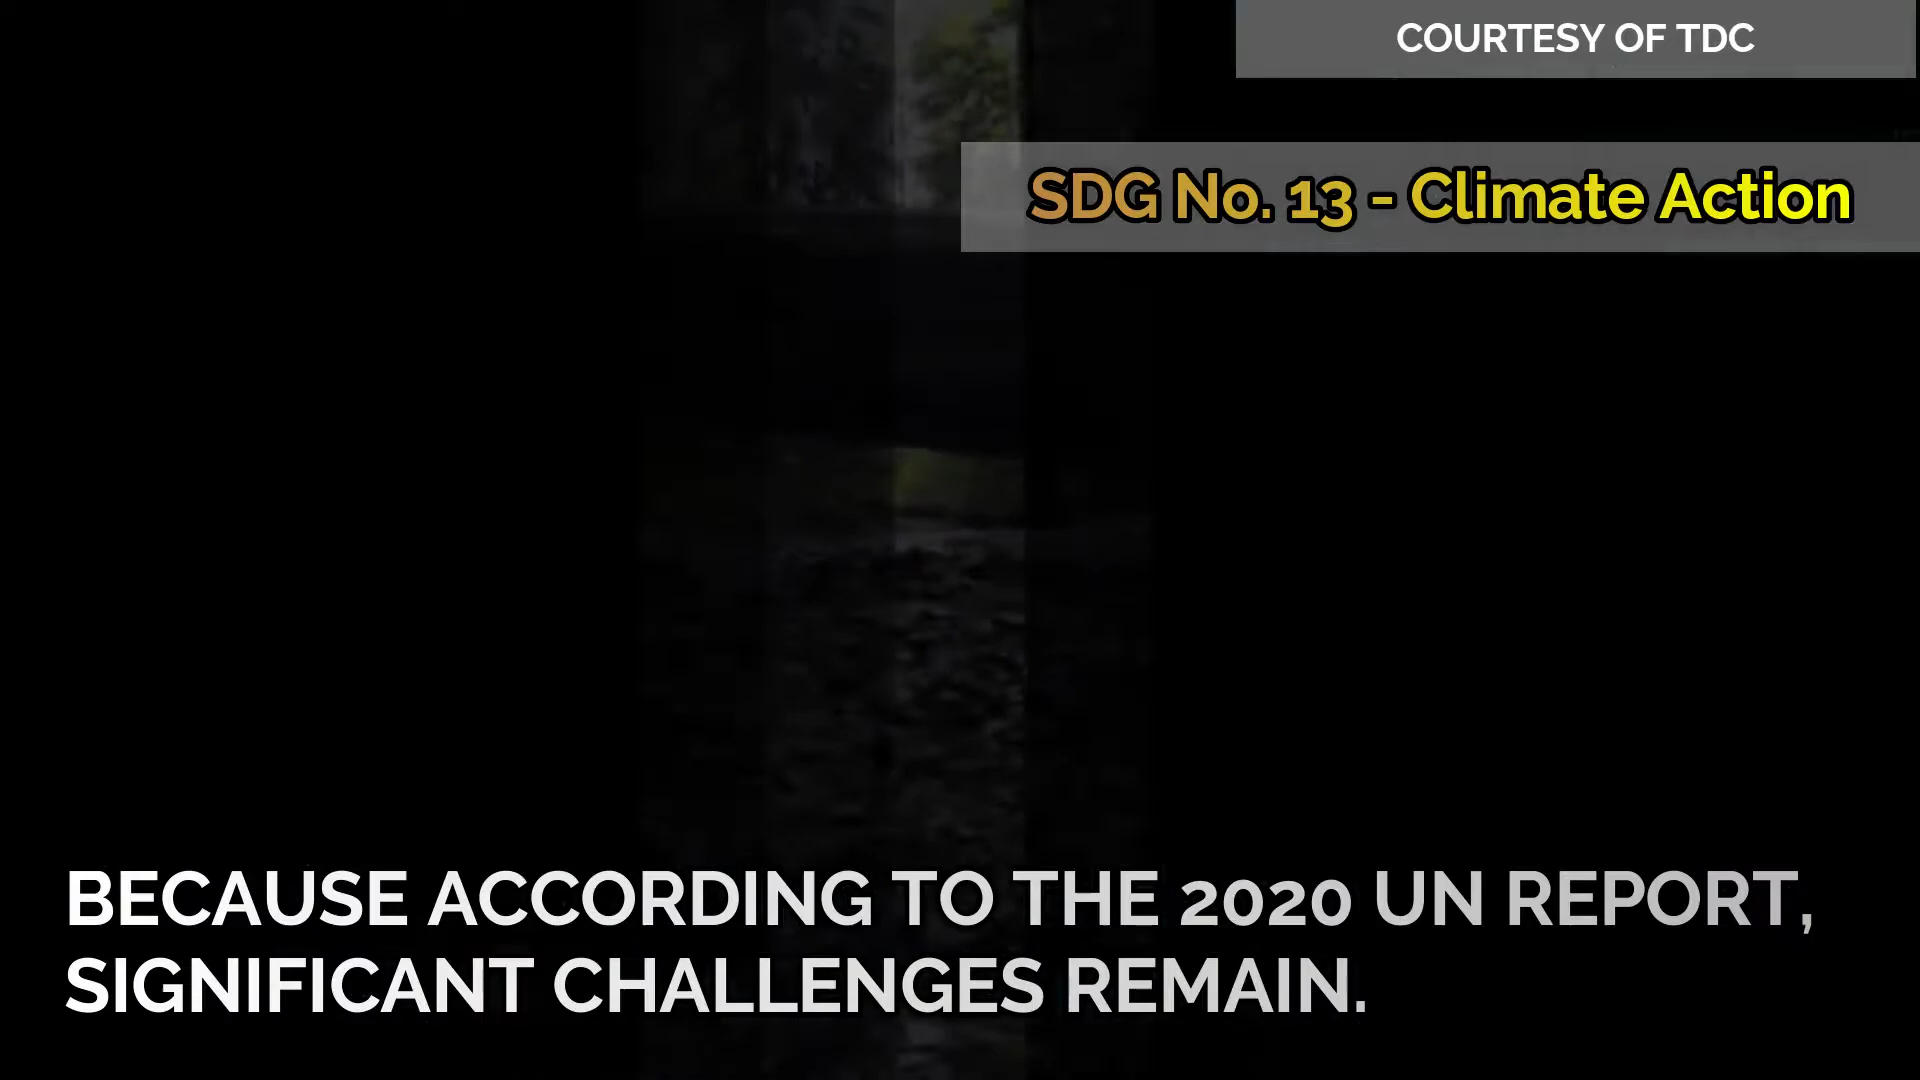 COURTESY OF TDC
SDG No. 13 - Climate Action
BECAUSE ACCORDING TO THE 2020 UN REPORT,
SIGNIFICANT CHALLENGES REMAIN.